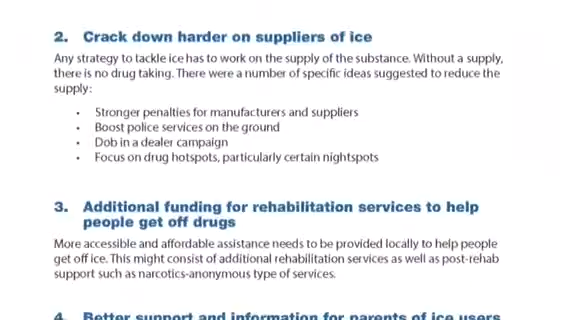 2. Crack down harder on suppliers of ice
Any strategy to tackle ice has to work on the supply of the substance. Without a supply,
there is no drug taking. There were a number of specific ideas suggested to reduce the
supply:
• Stronger penalties for manufacturers and suppliers
• Boost police services on the ground
• Dob in a dealer campaign
• Focus on drug hotspots, particularly certain nightspots
3. Additional funding for rehabilitation services to help
people get off drugs
More accessible and affordable assistance needs to be provided locally to help people
get off ice. This might consist of additional rehabilitation services as well as post-rehab
support such as narcotics-anonymous type of services.
4. Better support and information for parents of ice users